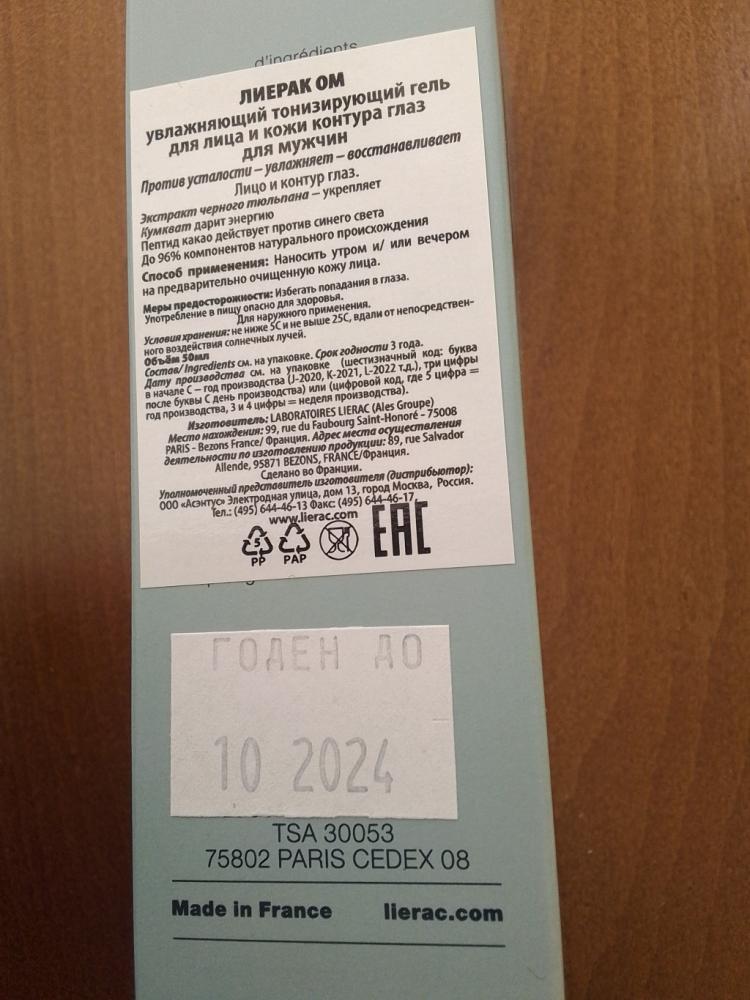 d'ingrédients
ЛИЕРАК ОМ
увлажняющий тонизирующий гель
для лица и кожи контура глаз
для мужчин
Против усталости – увлажняет – восстанавливает
Лицо и контур глаз.
Экстракт черного тюльпана – укрепляет
Кумкват дарит энергию
Пептид какао действует против синего света
До 96% компонентов натурального происхождения
Способ применения: Наносить утром и/ или вечером
на предварительно очищенную кожу лица.
Меры предосторожности: Избегать попадания в глаза.
Употребление в пищу опасно для здоровья.
Для наружного применения.
Условия хранения: не ниже 5С и не выше 25С, вдали от непосредствен-
ного воздействия солнечных лучей.
Объём 50мл
Состав/ Ingredients см. на упаковке. Срок годности 3 года.
Дату производства см. на упаковке (шестизначный код: буква
в начале С – год производства (J-2020, K-2021, L-2022 т.д.), три цифры
после буквы С день производства) или (цифровой код, где 5 цифра =
год производства, 3 и 4 цифры = неделя производства).
Изготовитель: LABORATOIRES LIERAC (Ales Groupe)
Место нахождения: 99, rue du Faubourg Saint-Honoré - 75008
PARIS - Bezons France/ Франция. Адрес места осуществления
деятельности по изготовлению продукции: 89, rue Salvador
Allende, 95871 BEZONS, FRANCE/Франция.
Сделано во Франции.
Уполномоченный представитель изготовителя (дистрибьютор):
ООО «Асэнтус» Электродная улица, дом 13, город Москва, Россия.
Тел.: (495) 644-46-13 Факс: (495) 644-46-17,
www.lierac.com
5
PP
PAP
EAC
ГОДЕН ДО
10 2024
TSA 30053
75802 PARIS CEDEX 08
Made in France lierac.com